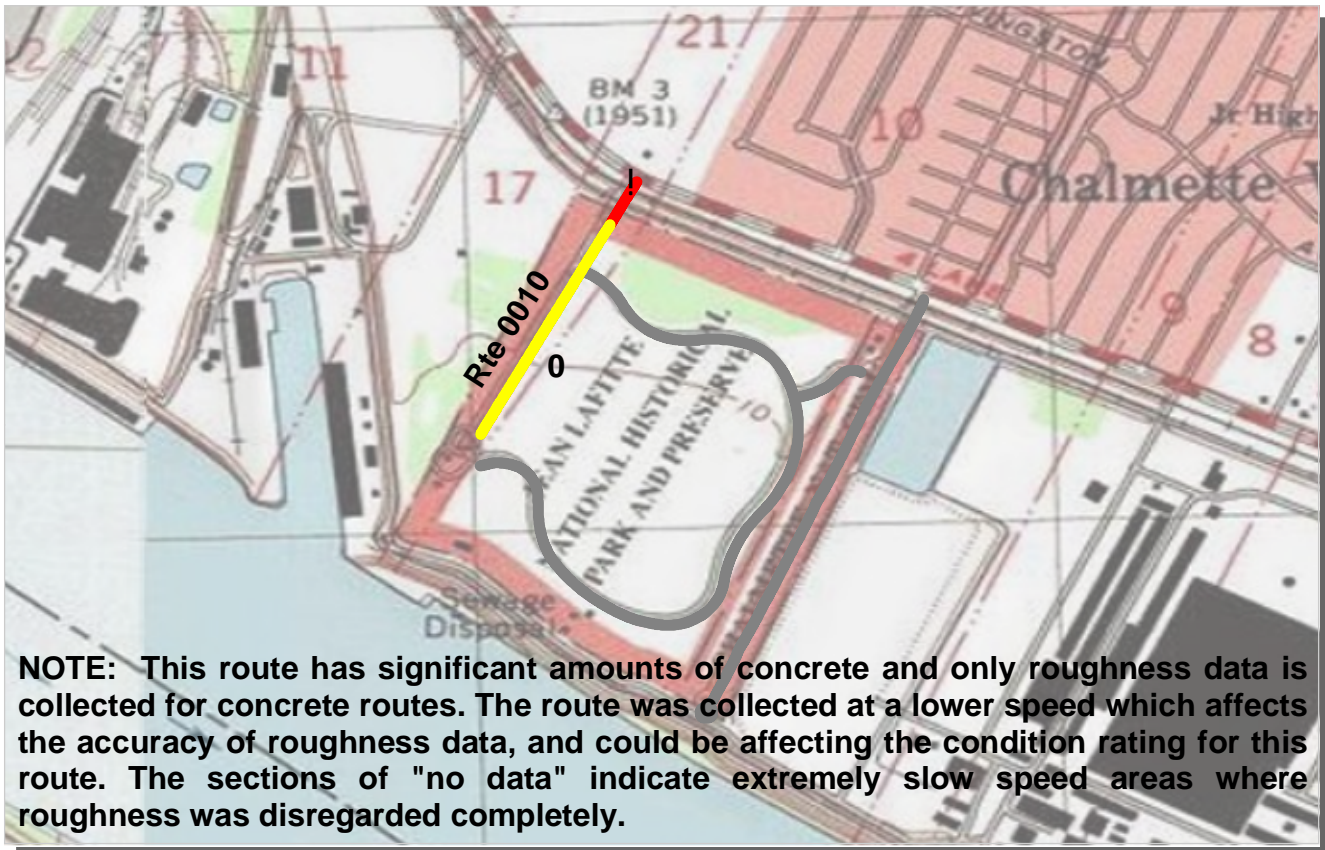 21
11
BM 3
(1951)
LIVINGSTON
10
Jr High
17
Chalmette
4 LANE
9
8
Rte 0010
0
JEAN LAFITTE
NATIONAL HISTORICAL
PARK AND PRESERVE
10
Sewage
Disposal
NOTE: This route has significant amounts of concrete and only roughness data is
collected for concrete routes. The route was collected at a lower speed which affects
the accuracy of roughness data, and could be affecting the condition rating for this
route. The sections of "no data" indicate extremely slow speed areas where
roughness was disregarded completely.